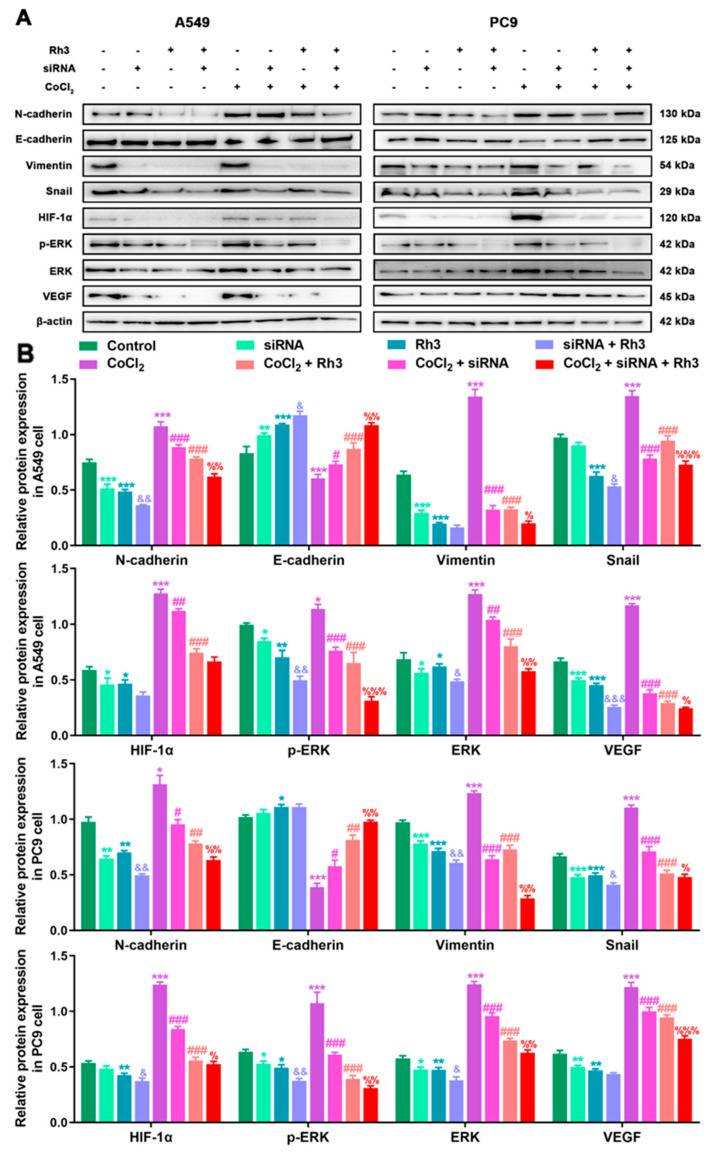 A
A549 PC9
Rh3 - - + + - - + + - - + + - - + +
siRNA - + - + - + - + - + - + - + - +
CoCl2 - - - - + + + + - - - - + + + +
N-cadherin 130 kDa
E-cadherin 125 kDa
Vimentin 54 kDa
Snail 29 kDa
HIF-1α 120 kDa
p-ERK 42 kDa
ERK 42 kDa
VEGF 45 kDa
β-actin 42 kDa
B
Control siRNA Rh3 siRNA + Rh3
CoCl2 CoCl2 + Rh3 CoCl2 + siRNA CoCl2 + siRNA + Rh3
Relative protein expression
in A549 cell
1.5
1.0
0.5
0.0
*** *** && *** ### ### %%
** *** & *** # ### %%
*** *** *** ### ### %
*** & *** ### ### %%%
N-cadherin E-cadherin Vimentin Snail
Relative protein expression
in A549 cell
1.5
1.0
0.5
0.0
* * *** ## ###
* ** && * ### ### %%%
* * & *** ## ### %%
*** *** &&& *** ### ### %
HIF-1α p-ERK ERK VEGF
Relative protein expression
in PC9 cell
1.5
1.0
0.5
0.0
** ** && * # ## %%
* *** # ## %%
*** *** && *** ### ### %%
*** *** & *** ### ### %
N-cadherin E-cadherin Vimentin Snail
Relative protein expression
in PC9 cell
1.5
1.0
0.5
0.0
** & *** ### ### %
* * && *** ### ### %%
* ** & *** ### ### %%
** ** *** ### ### %%%
HIF-1α p-ERK ERK VEGF